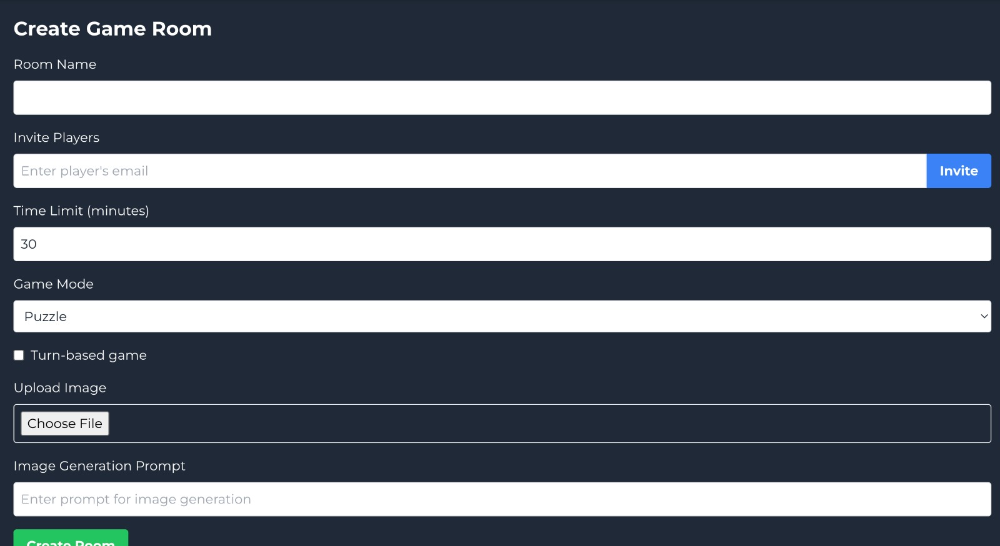 Create Game Room
Room Name
Invite Players
Enter player's email
Invite
Time Limit (minutes)
30
Game Mode
Puzzle
Turn-based game
Upload Image
Choose File
Image Generation Prompt
Enter prompt for image generation
Create Room